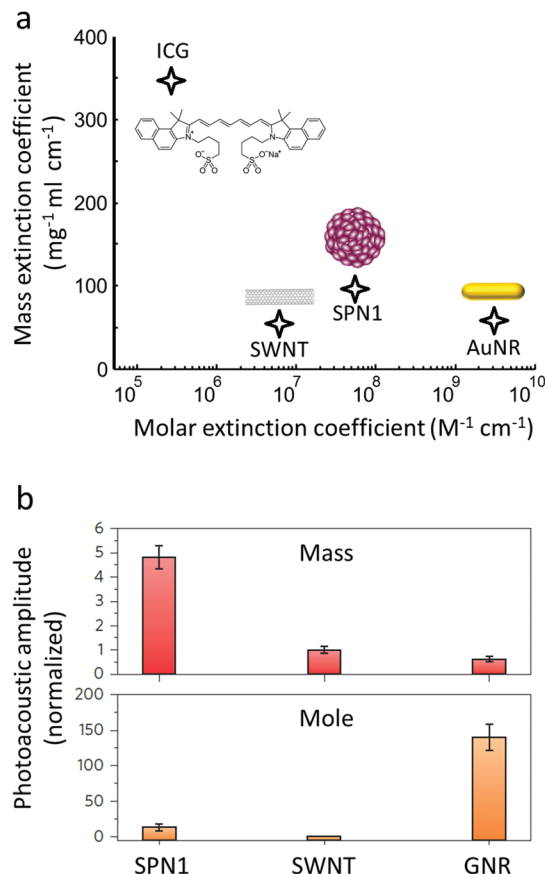 a
400
300
200
100
0
Mass extinction coefficient
(mg⁻¹ ml cm⁻¹)
ICG
N⁺
N
O⁻
S
O
O
O⁻Na⁺
S
O
O
SWNT
SPN1
AuNR
10⁵
10⁶
10⁷
10⁸
10⁹
10¹⁰
Molar extinction coefficient (M⁻¹ cm⁻¹)
b
Photoacoustic amplitude
(normalized)
6
5
4
3
2
1
0
Mass
200
150
100
50
0
Mole
SPN1
SWNT
GNR